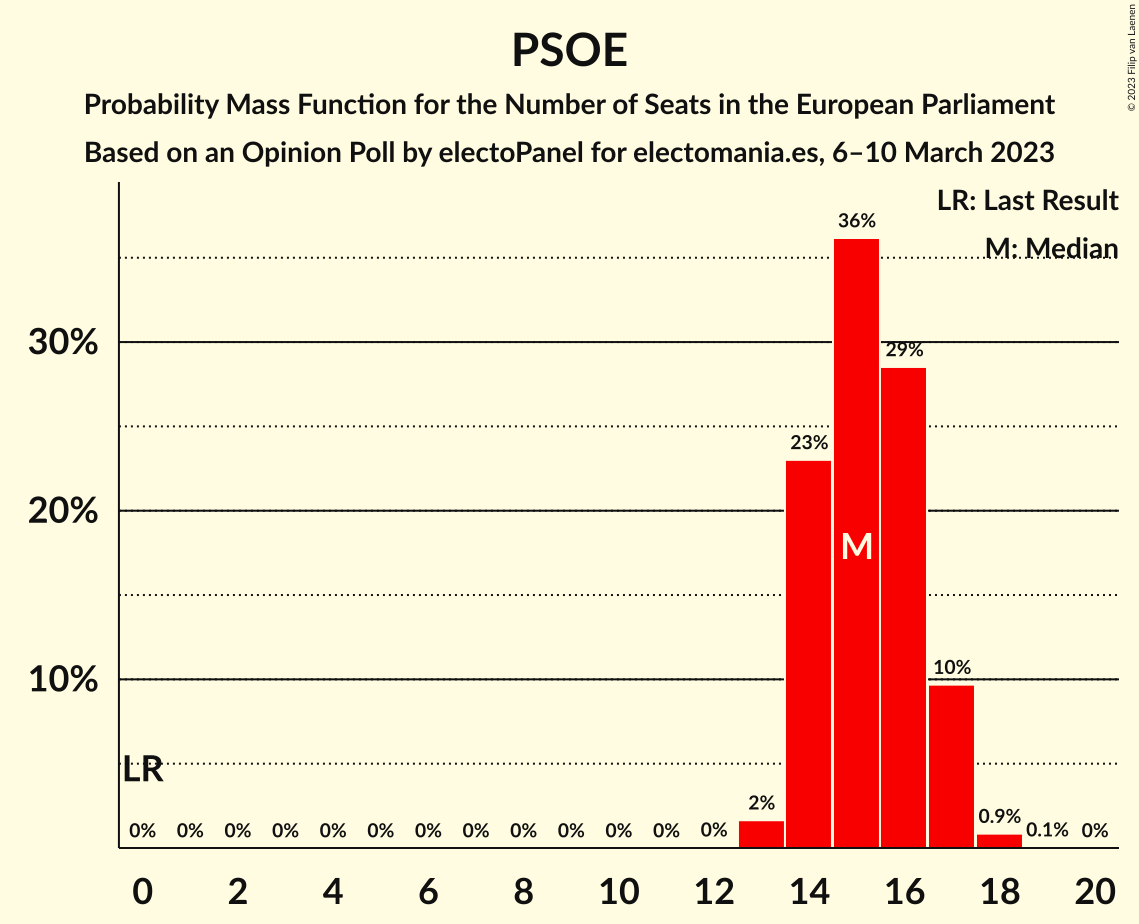 PSOE
Probability Mass Function for the Number of Seats in the European Parliament
Based on an Opinion Poll by electoPanel for electomania.es, 6–10 March 2023
© 2023 Filip van Laenen
LR: Last Result
M: Median
36%
30%
29%
23%
20%
M
10%
10%
LR
0% 0% 0% 0% 0% 0% 0% 0% 0% 0% 0% 0% 0% 2% 0.9% 0.1% 0%
0 2 4 6 8 10 12 14 16 18 20